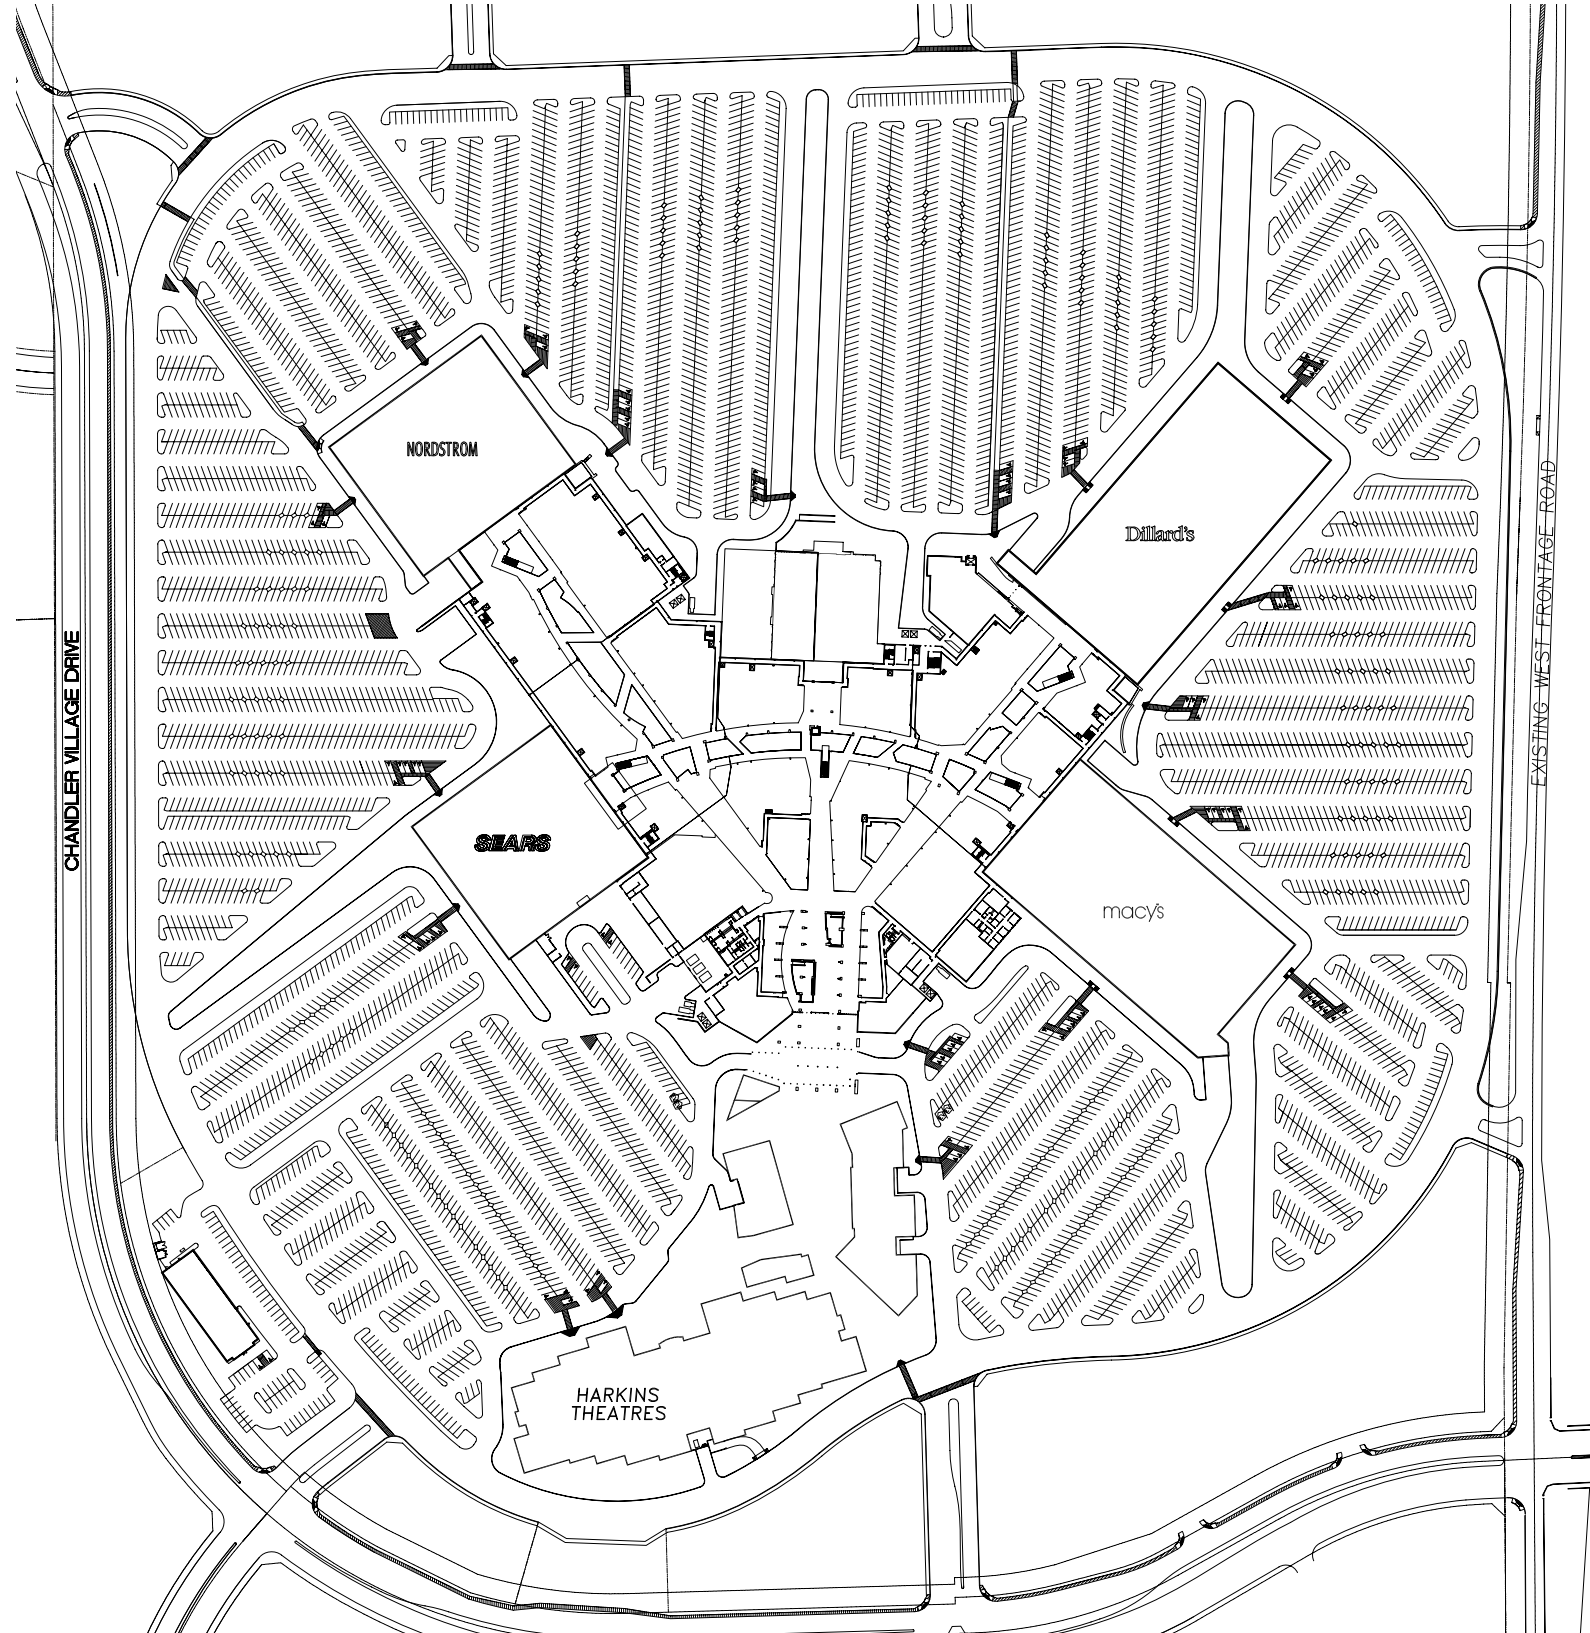 NORDSTROM
Dillard's
EXISTING WEST FRONTAGE ROAD
CHANDLER VILLAGE DRIVE
SEARS
macy's
HARKINS
THEATRES